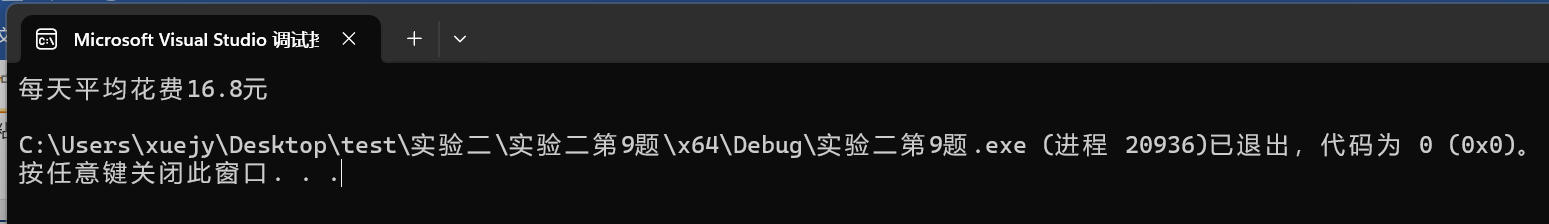 Microsoft Visual Studio 调试
每天平均花费16.8元
C:\Users\xuejy\Desktop\test\实验二\实验二第9题\x64\Debug\实验二第9题.exe (进程 20936)已退出，代码为 0 (0x0)。
按任意键关闭此窗口. . .